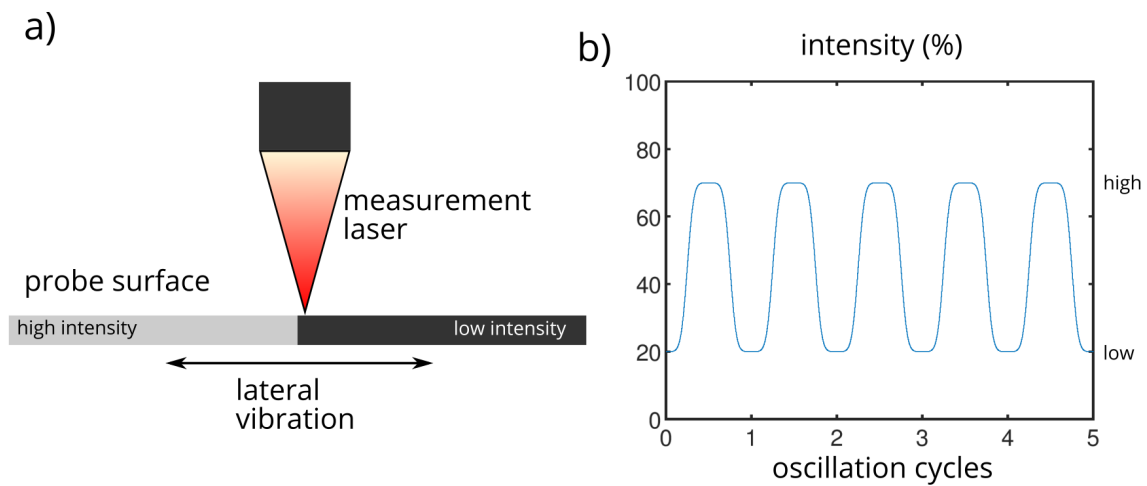 a)
measurement
laser
probe surface
high intensity
low intensity
lateral
vibration
b)
intensity (%)
100
80
60
40
20
0
high
low
0 1 2 3 4 5
oscillation cycles